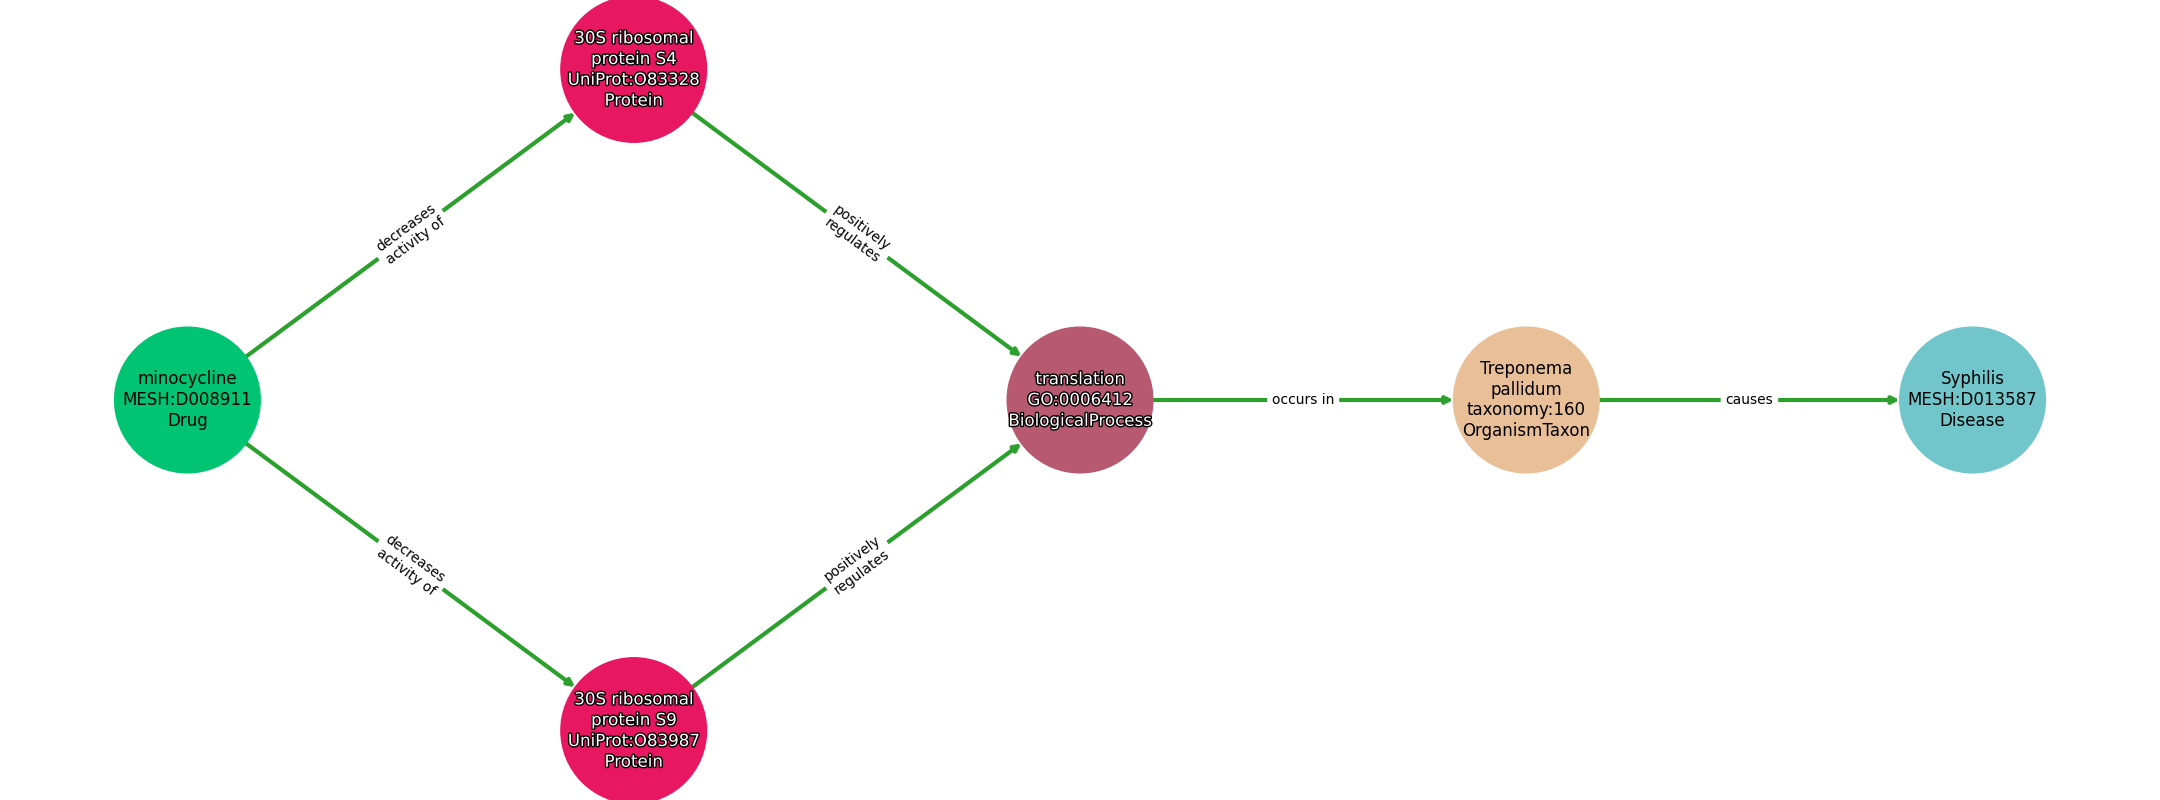 30S ribosomal
protein S4
UniProt:O83328
Protein
decreases
activity of
positively
regulates
minocycline
MESH:D008911
Drug
translation
GO:0006412
BiologicalProcess
occurs in
Treponema
pallidum
taxonomy:160
OrganismTaxon
causes
Syphilis
MESH:D013587
Disease
decreases
activity of
positively
regulates
30S ribosomal
protein S9
UniProt:O83987
Protein